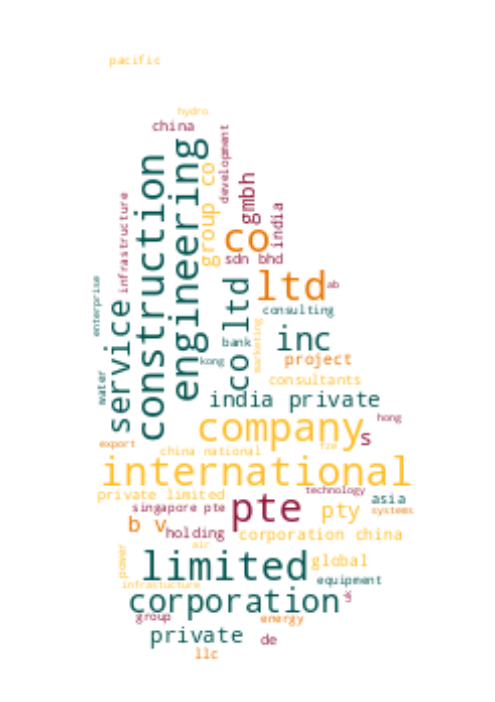 pacific
hydro
china
development
construction
engineering
group co
gmbh
india
infrastructure
co
sdn bhd
enterprise
service
co ltd
ltd
ab
consulting
inc
bank
marketing
kong
project
water
consultants
india private
company
hong
s
export
china national
fze
international
private limited
technology
asia
singapore pte
pte
pty
systems
b v
holding
corporation china
air
power
limited
global
equipment
infrastucture
corporation
uk
group
energy
private
de
llc